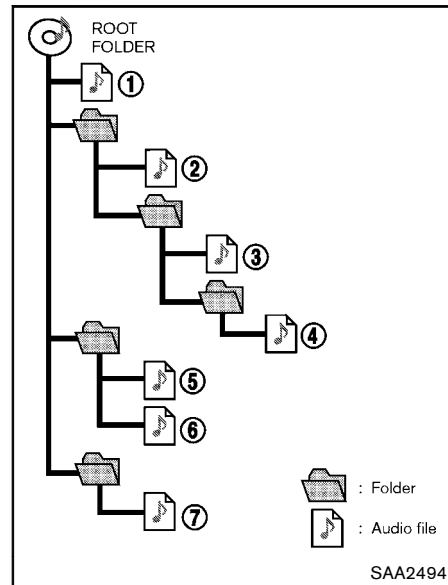 ROOT
FOLDER
①
②
③
④
⑤
⑥
⑦
: Folder
: Audio file
SAA2494